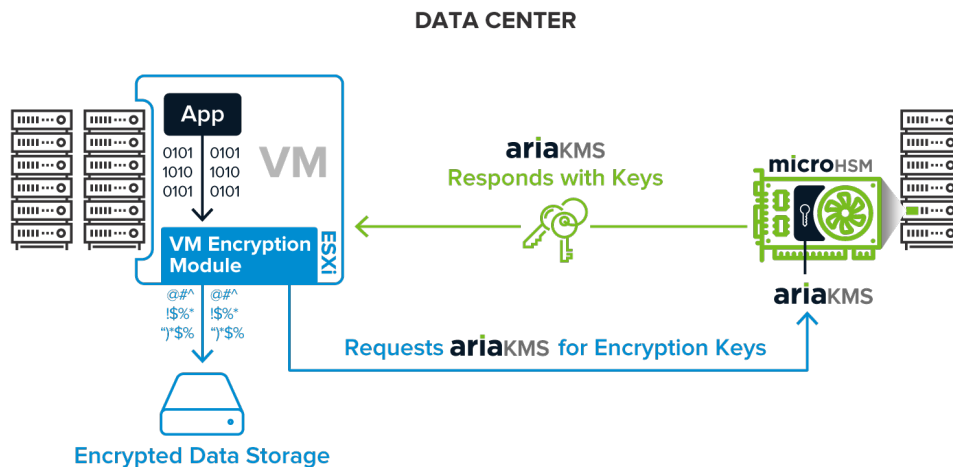 DATA CENTER
App
0101 0101
1010 1010
0101 0101
VM
VM Encryption
Module
ESXi
@#^ @#^
!$%* !$%*
“)*$% “)*$%
Encrypted Data Storage
ariaKMS
Responds with Keys
microHSM
ariaKMS
Requests ariaKMS for Encryption Keys